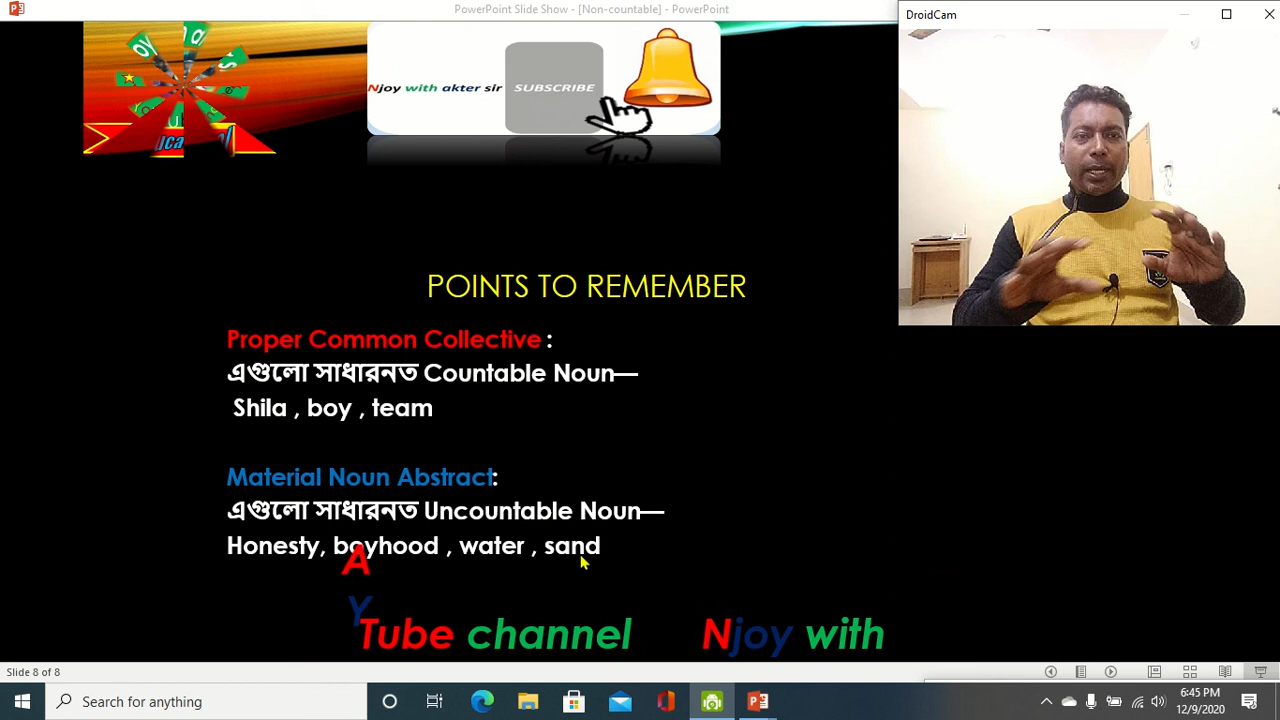 PowerPoint Slide Show - [Non-countable] - PowerPoint
DroidCam
Njoy with akter sir
SUBSCRIBE
POINTS TO REMEMBER
Proper Common Collective :
এগুলো সাধারনত Countable Noun—
Shila , boy , team
Material Noun Abstract:
এগুলো সাধারনত Uncountable Noun—
Honesty, boyhood , water , sand
A
Y
Tube channel Njoy with
Slide 8 of 8
Search for anything
6:45 PM
12/9/2020